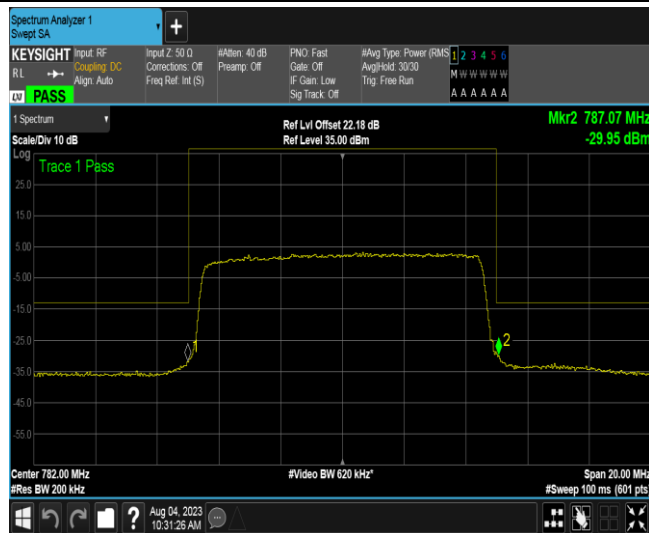 Spectrum Analyzer 1
Swept SA
+
KEYSIGHT Input: RF
RL
Coupling: DC
Align: Auto
LXI PASS
Input Z: 50 Ω
Corrections: Off
Freq Ref: Int (S)
#Atten: 40 dB
Preamp: Off
PNO: Fast
Gate: Off
IF Gain: Low
Sig Track: Off
#Avg Type: Power (RMS
Avg|Hold: 30/30
Trig: Free Run
1 2 3 4 5 6
M W W W W W
A A A A A A
1 Spectrum
Scale/Div 10 dB
Ref Lvl Offset 22.18 dB
Ref Level 35.00 dBm
Mkr2 787.07 MHz
-29.95 dBm
Log
Trace 1 Pass
25.0
15.0
5.00
-5.00
-15.0
-25.0
-35.0
-45.0
-55.0
1
2
Center 782.00 MHz
#Res BW 200 kHz
#Video BW 620 kHz*
Span 20.00 MHz
#Sweep 100 ms (601 pts)
?
Aug 04, 2023
10:31:26 AM